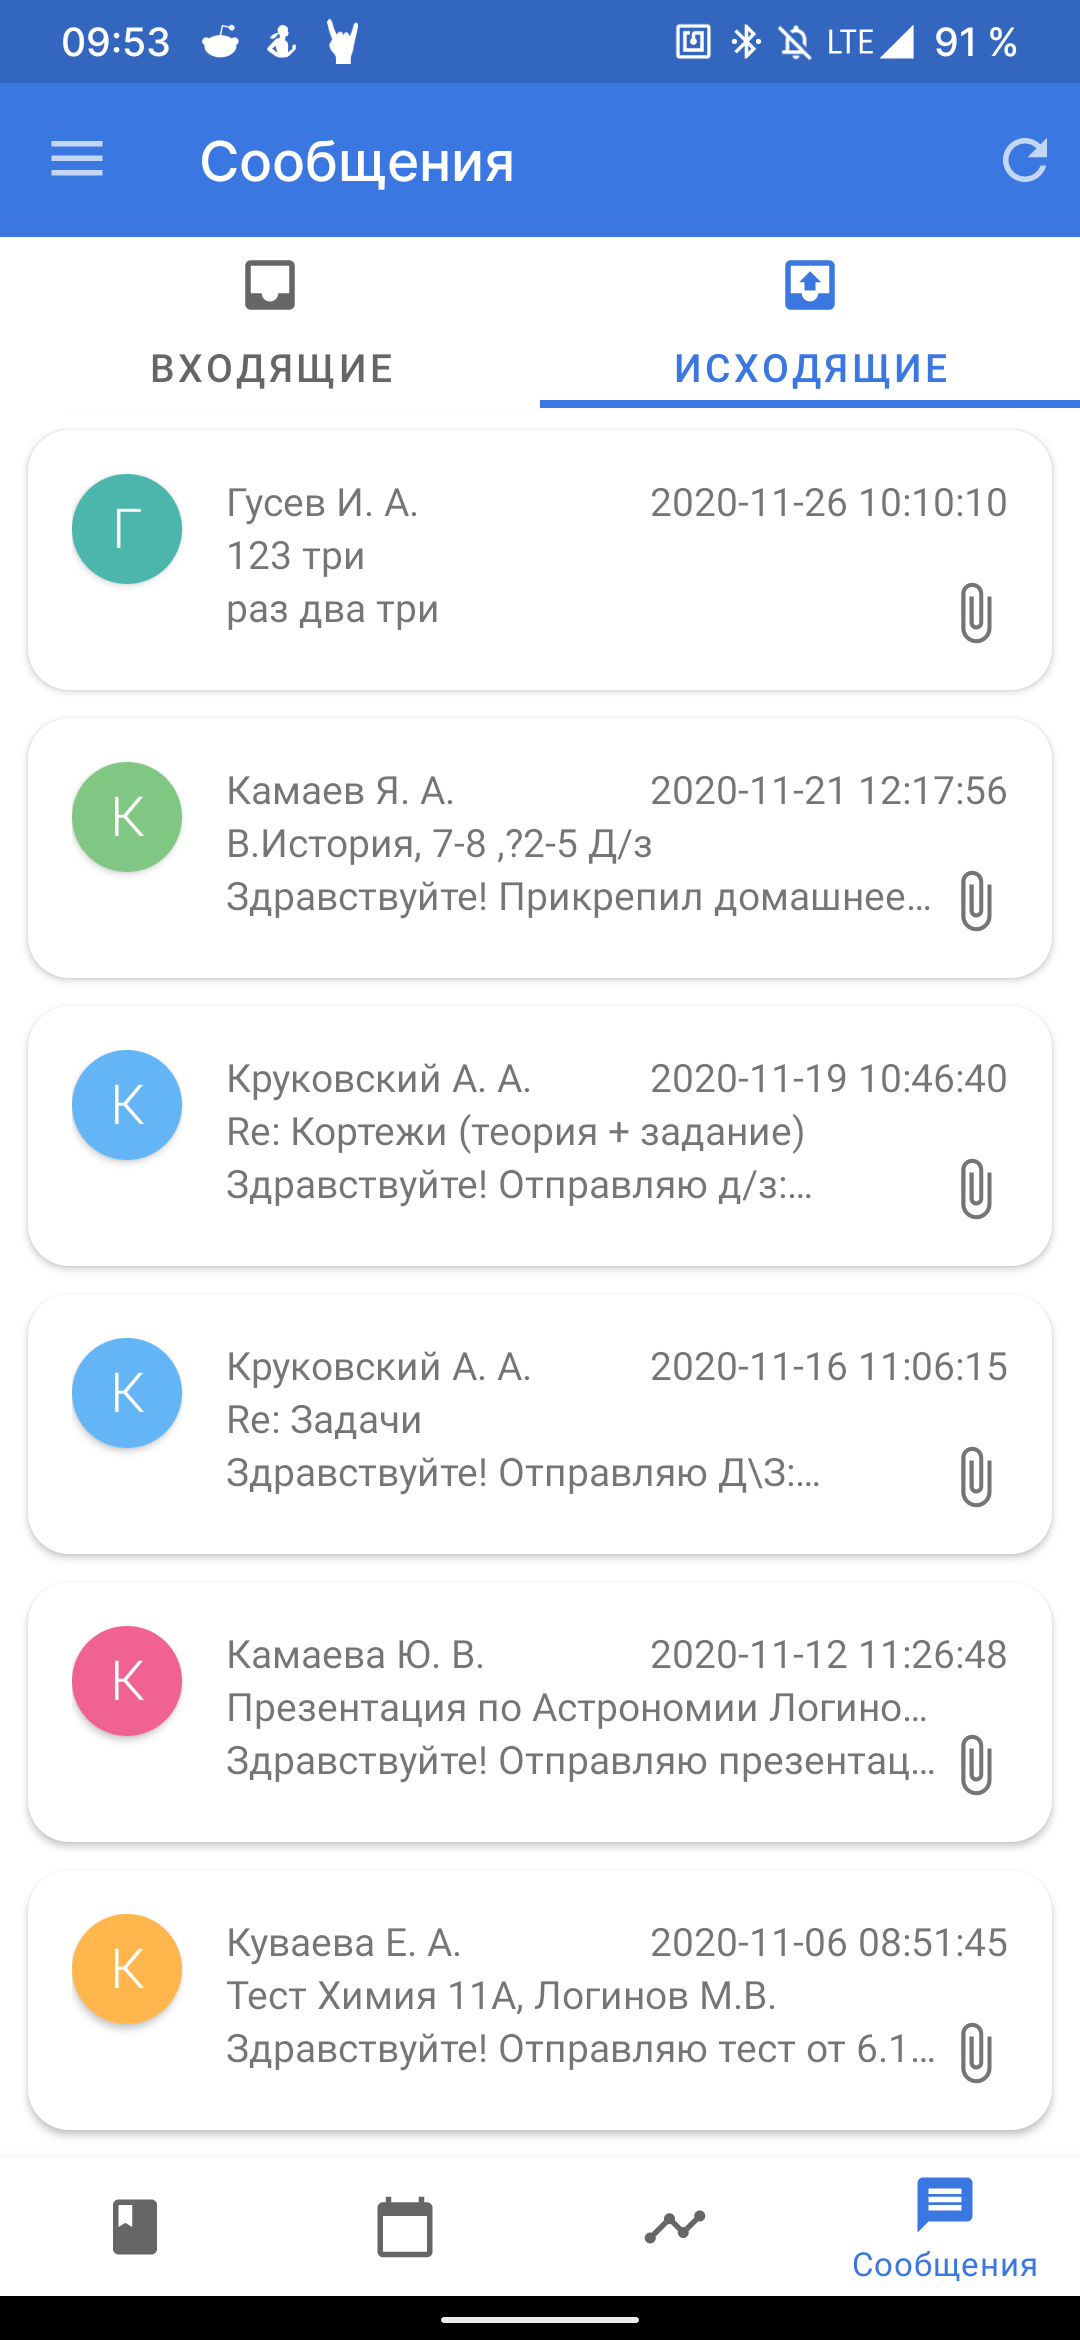 09:53 LTE 91 %
Сообщения
ВХОДЯЩИЕ ИСХОДЯЩИЕ
Г Гусев И. А. 2020-11-26 10:10:10
123 три
раз два три
К Камаев Я. А. 2020-11-21 12:17:56
В.История, 7-8 ,?2-5 Д/з
Здравствуйте! Прикрепил домашнее...
К Круковский А. А. 2020-11-19 10:46:40
Re: Кортежи (теория + задание)
Здравствуйте! Отправляю д/з:...
К Круковский А. А. 2020-11-16 11:06:15
Re: Задачи
Здравствуйте! Отправляю Д\З:...
К Камаева Ю. В. 2020-11-12 11:26:48
Презентация по Астрономии Логино...
Здравствуйте! Отправляю презентац...
К Куваева Е. А. 2020-11-06 08:51:45
Тест Химия 11А, Логинов М.В.
Здравствуйте! Отправляю тест от 6.1...
Сообщения